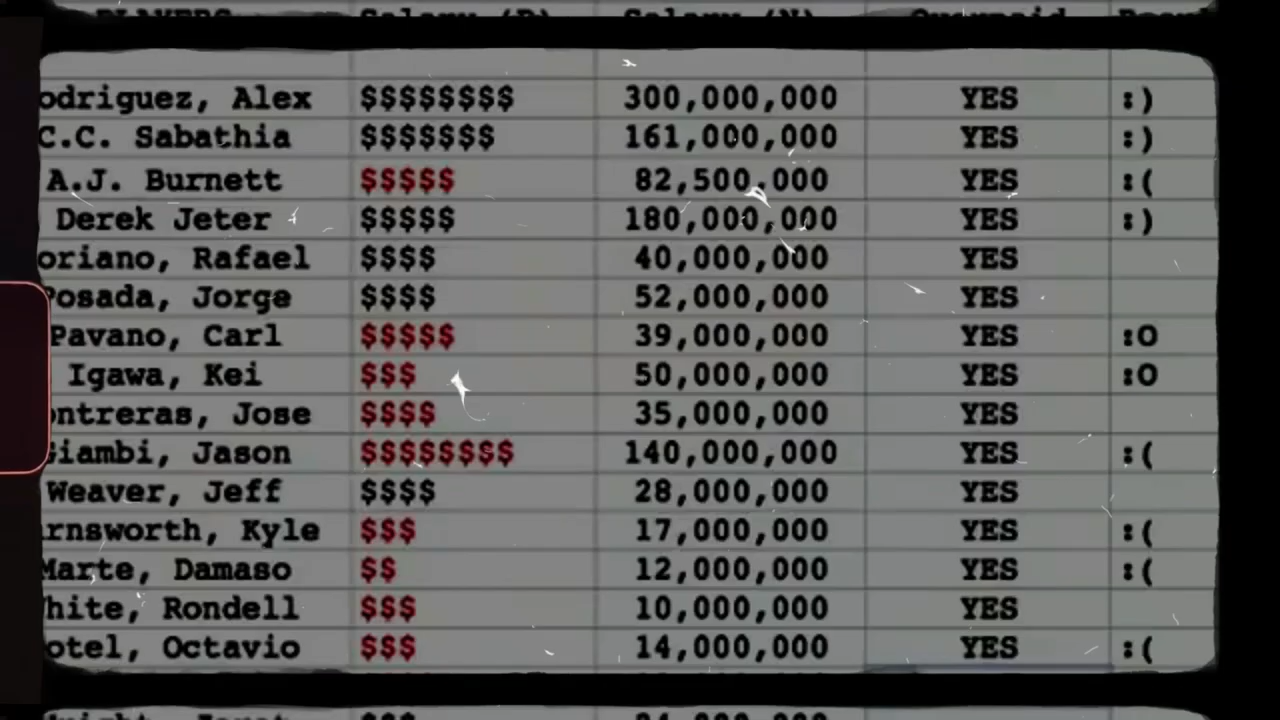 Rodriguez, Alex $$$$$$$$ 300,000,000 YES :)
C.C. Sabathia $$$$$$$ 161,000,000 YES :)
A.J. Burnett $$$$$ 82,500,000 YES :(
Derek Jeter $$$$$ 180,000,000 YES :)
oriano, Rafael $$$$ 40,000,000 YES
Posada, Jorge $$$$ 52,000,000 YES
Pavano, Carl $$$$$ 39,000,000 YES :O
Igawa, Kei $$$ 50,000,000 YES :O
ontreras, Jose $$$$ 35,000,000 YES
Giambi, Jason $$$$$$$$ 140,000,000 YES :(
Weaver, Jeff $$$$ 28,000,000 YES
arnsworth, Kyle $$$ 17,000,000 YES :(
Marte, Damaso $$ 12,000,000 YES :(
hite, Rondell $$$ 10,000,000 YES
otel, Octavio $$$ 14,000,000 YES :(